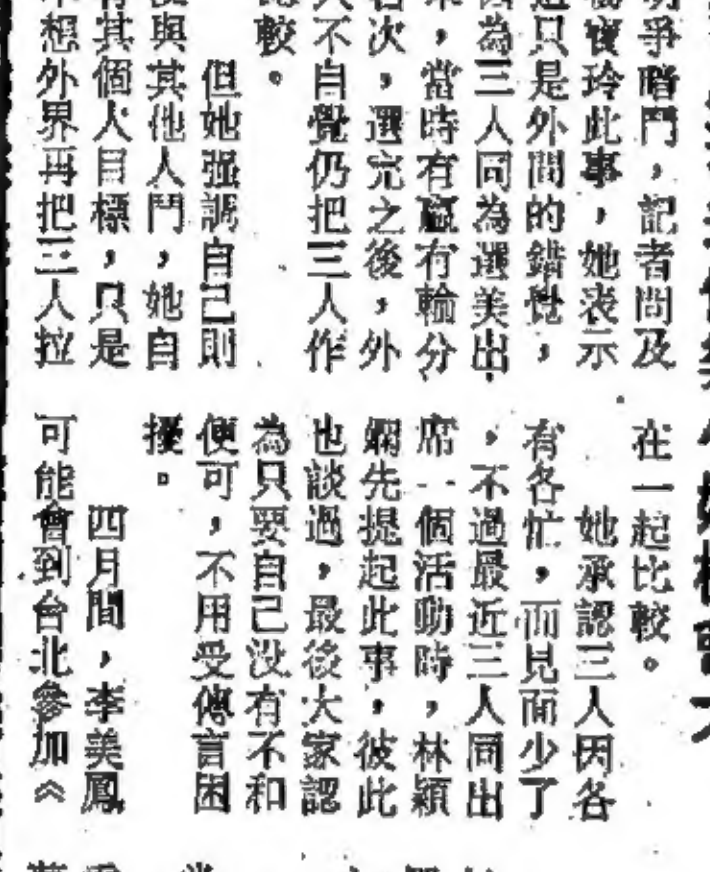 明爭暗鬥，記者問及
楊寶玲此事，她表示
這只是外間的錯覺，
因為三人同為選美出
，當時有贏有輸分
名次，選完之後，外
人不自覺仍把三人作
比較。
但她强調自己則
沒與其他人鬥，她自
有其個人目標，只是
不想外界再把三人拉
在一起比較。
她承認三人因各
有各忙，而見面少了
，不過最近三人同出
席一個活動時，林穎
嫺先提起此事，彼此
也談過，最後大家認
為只要自己没有不和
便可，不用受傳言困
擾。
四月間，李美鳳
可能會到台北參加《